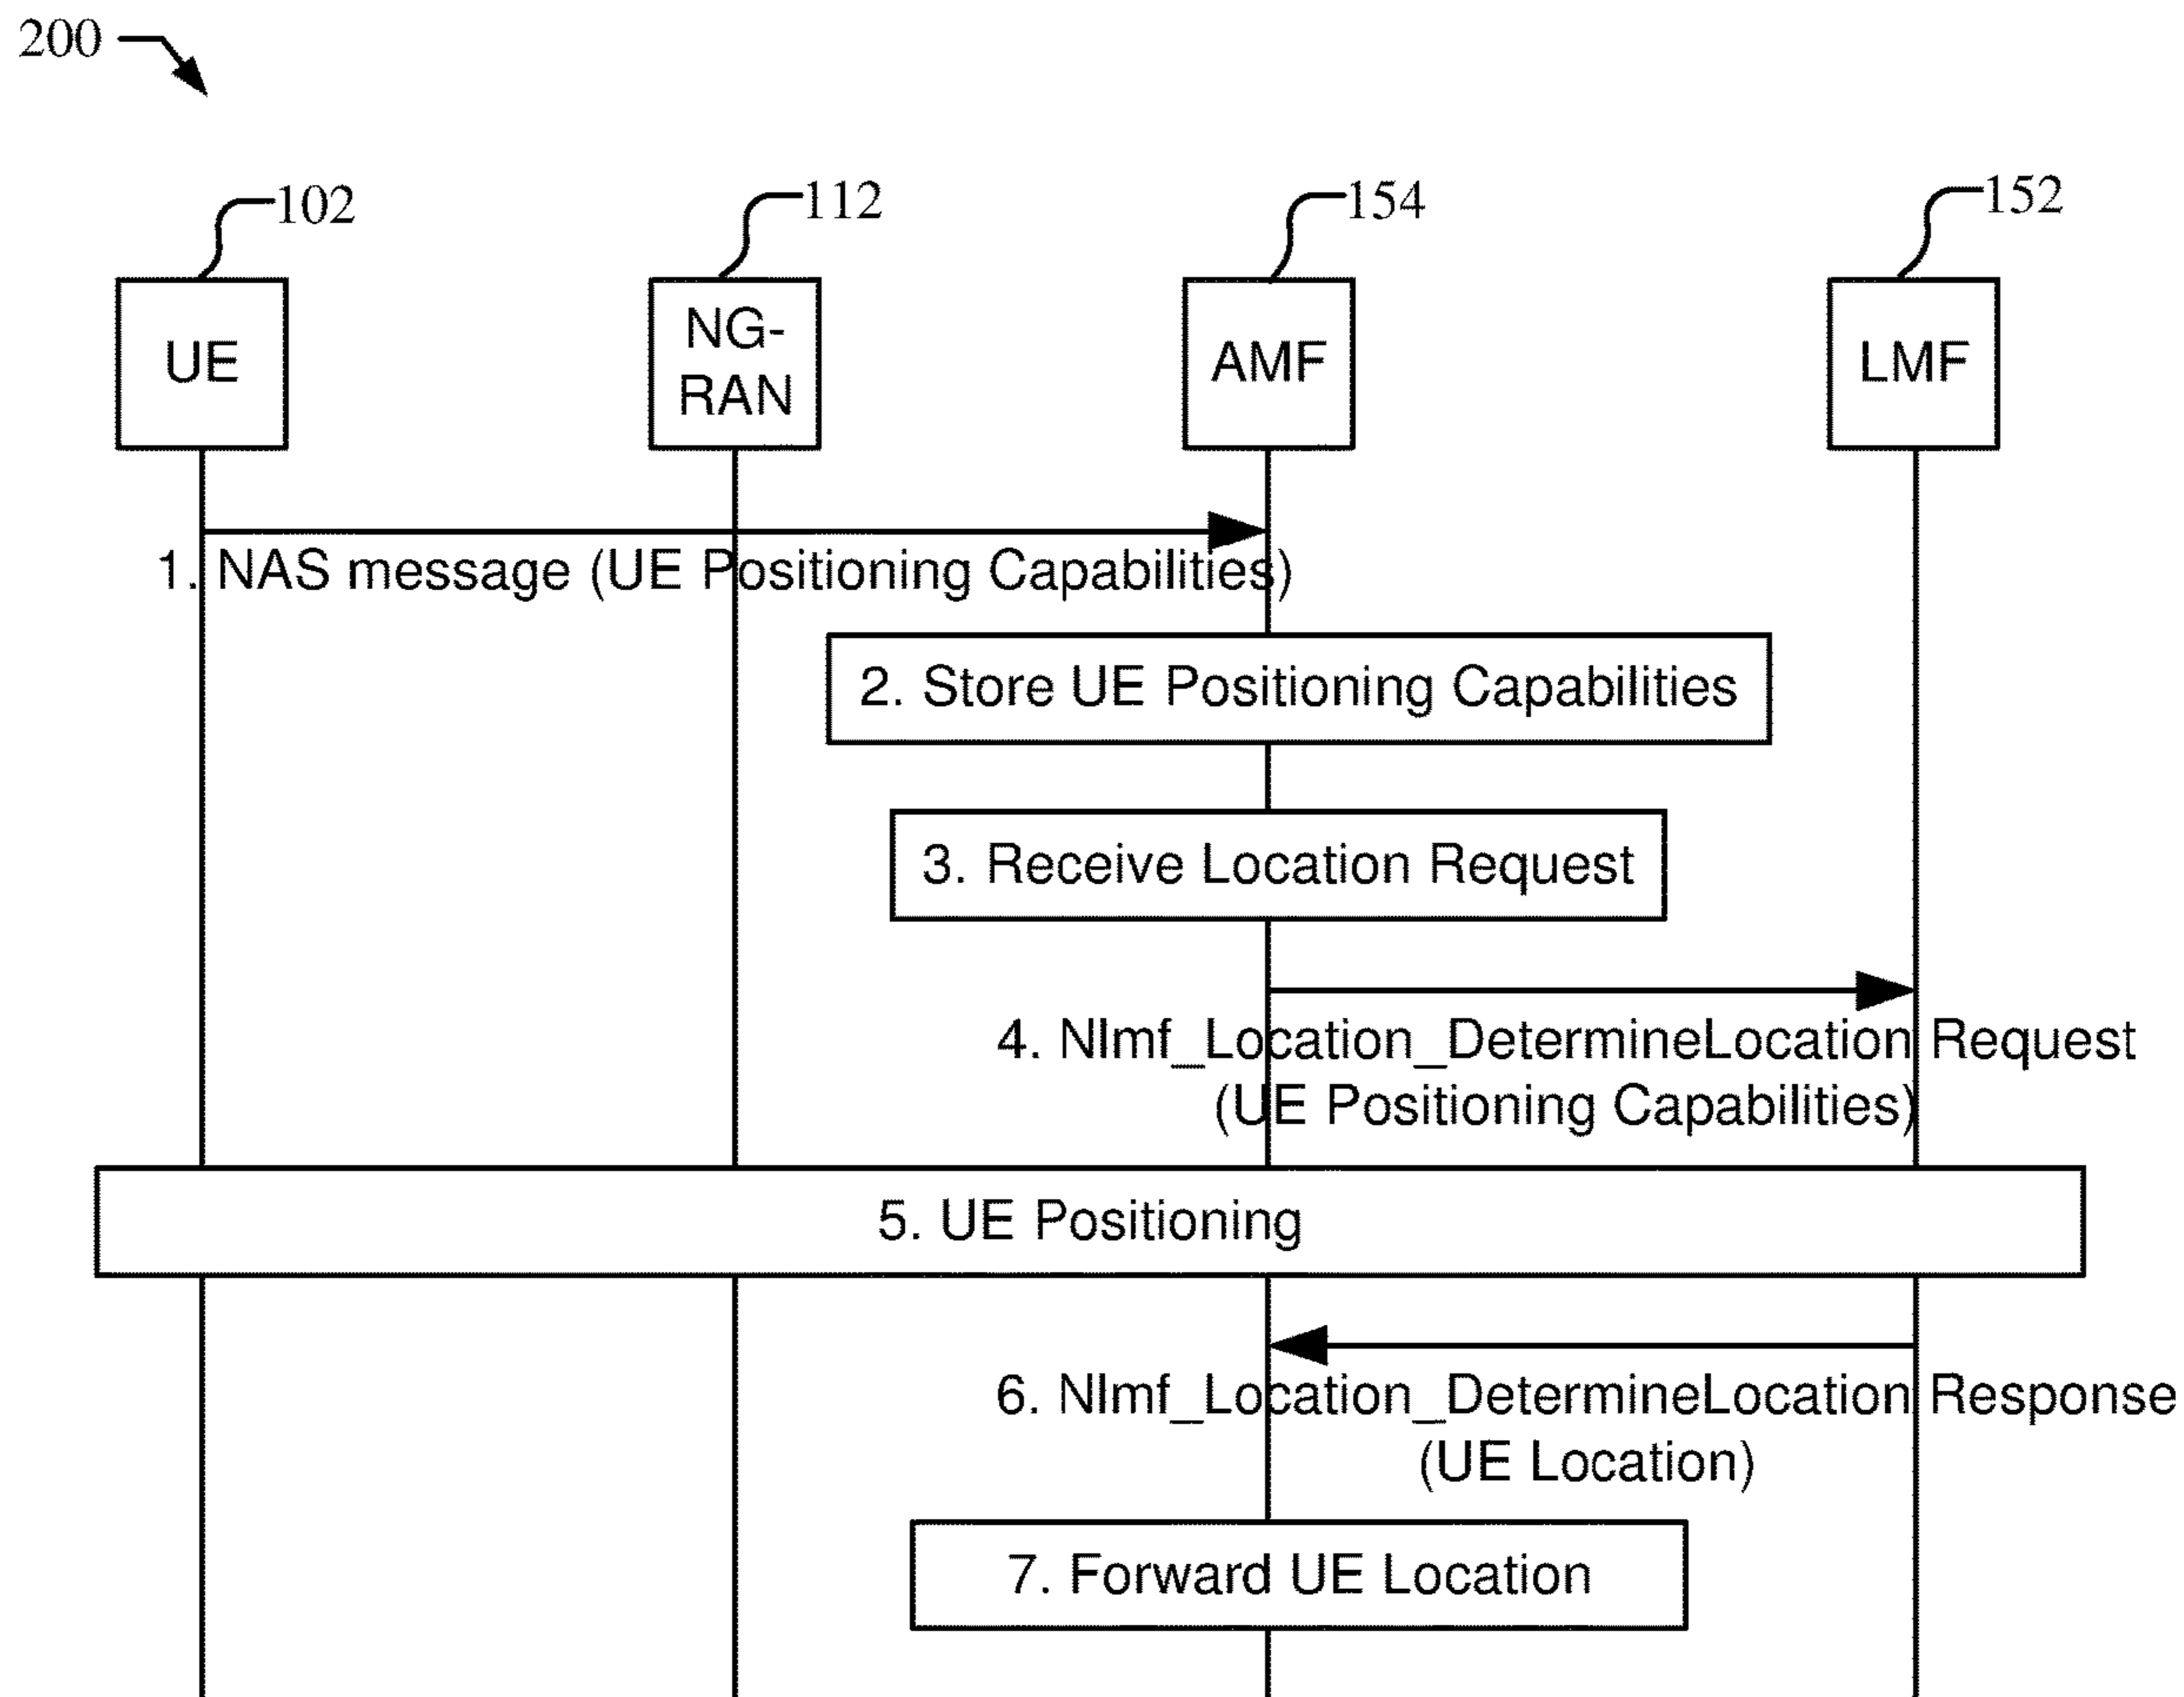 200
102
112
154
152
UE
NG-
RAN
AMF
LMF
1. NAS message (UE Positioning Capabilities)
2. Store UE Positioning Capabilities
3. Receive Location Request
4. Nlmf_Location_DetermineLocation Request
(UE Positioning Capabilities)
5. UE Positioning
6. Nlmf_Location_DetermineLocation Response
(UE Location)
7. Forward UE Location